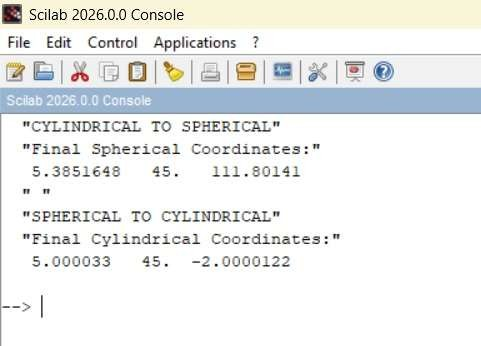 Scilab 2026.0.0 Console
File Edit Control Applications ?
Scilab 2026.0.0 Console
"CYLINDRICAL TO SPHERICAL"
"Final Spherical Coordinates:"
5.3851648 45. 111.80141
" "
"SPHERICAL TO CYLINDRICAL"
"Final Cylindrical Coordinates:"
5.000033 45. -2.0000122
-->